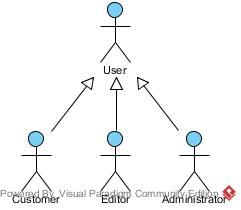 User
Customer
Editor
Administrator
Powered By Visual Paradigm Community Edition